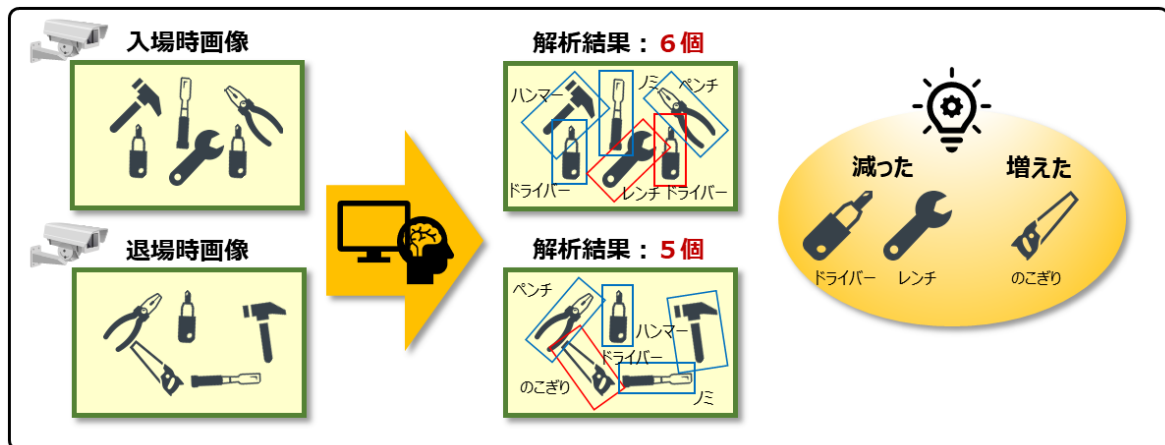 入場時画像
解析結果：６個
ハンマー
ノミ
ペンチ
ドライバー
レンチ
ドライバー
減った
増えた
ドライバー
レンチ
のこぎり
退場時画像
解析結果：５個
ペンチ
ハンマー
ドライバー
のこぎり
ノミ